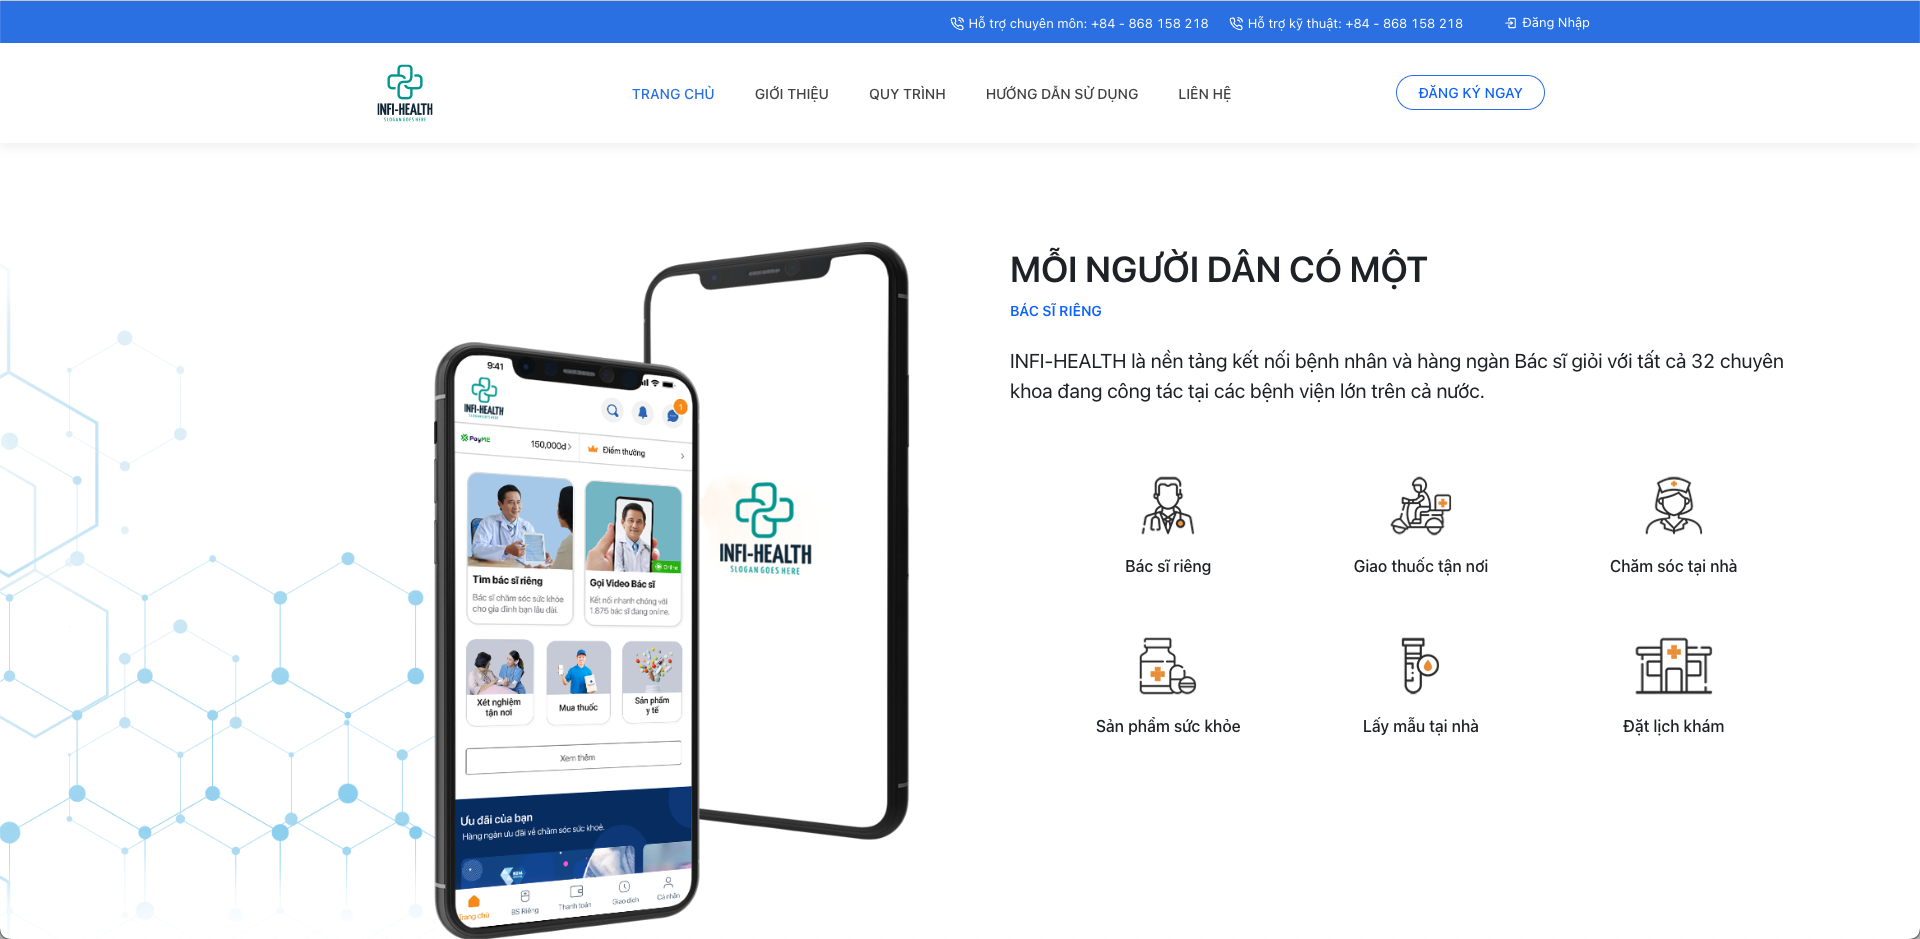 Hỗ trợ chuyên môn: +84 - 868 158 218
Hỗ trợ kỹ thuật: +84 - 868 158 218
Đăng Nhập
INFI-HEALTH
SLOGAN GOES HERE
TRANG CHỦ
GIỚI THIỆU
QUY TRÌNH
HƯỚNG DẪN SỬ DỤNG
LIÊN HỆ
ĐĂNG KÝ NGAY
MỖI NGƯỜI DÂN CÓ MỘT
BÁC SĨ RIÊNG
INFI-HEALTH là nền tảng kết nối bệnh nhân và hàng ngàn Bác sĩ giỏi với tất cả 32 chuyên
khoa đang công tác tại các bệnh viện lớn trên cả nước.
Bác sĩ riêng
Giao thuốc tận nơi
Chăm sóc tại nhà
Sản phẩm sức khỏe
Lấy mẫu tại nhà
Đặt lịch khám
9:41
INFI-HEALTH
SLOGAN GOES HERE
1
PayME
150,000đ
Điểm thưởng
Online
Tìm bác sĩ riêng
Bác sĩ chăm sóc sức khỏe
cho gia đình bạn lâu dài.
Gọi Video Bác sĩ
Kết nối nhanh chóng với
1.875 bác sĩ đang online.
Xét nghiệm
tận nơi
Mua thuốc
Sản phẩm
y tế
Xem thêm
Ưu đãi của bạn
Hàng ngàn ưu đãi về chăm sóc sức khoẻ.
Trang chủ
BS Riêng
Thanh toán
Giao dịch
Cá nhân
INFI-HEALTH
SLOGAN GOES HERE